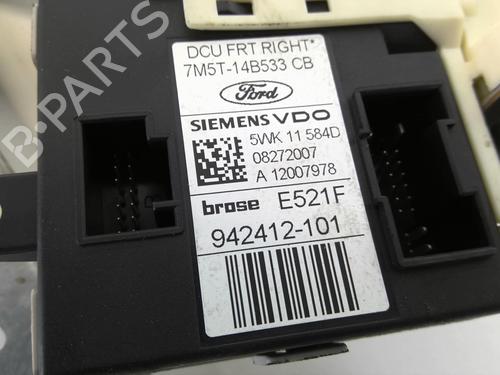 DCU FRT RIGHT*
7M5T-14B533 CB
Ford
SIEMENS VDO
5WK 11 584D
08272007
A 12007978
brose E521F
942412-101
B-PARTS